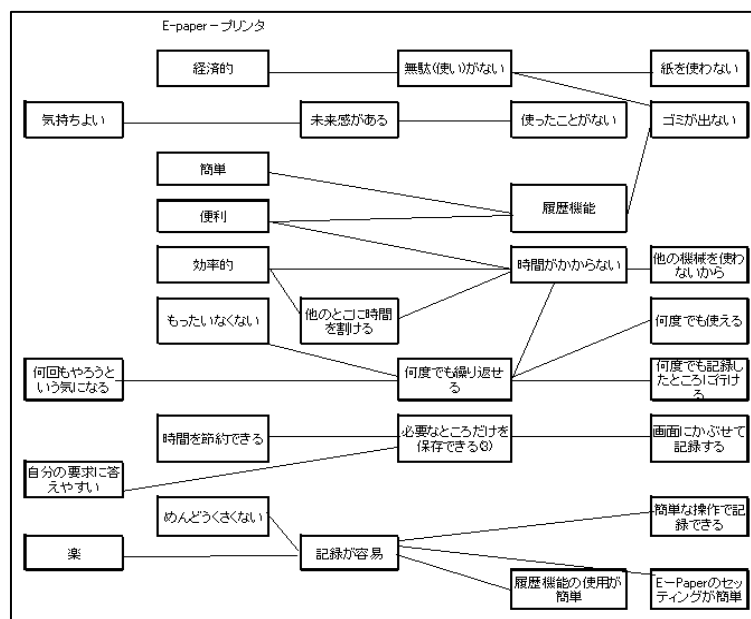 E-paper－プリンタ
経済的
無駄(使い)がない
紙を使わない
気持ちよい
未来感がある
使ったことがない
ゴミが出ない
簡単
履歴機能
便利
効率的
時間がかからない
他の機械を使わ
ないから
もったいなくない
他のとこに時間
を割ける
何度でも使える
何回もやろうと
いう気になる
何度でも繰り返せ
る
何度でも記録し
たところに行け
る
時間を節約できる
必要なところだけを
保存できる(3)
画面にかぶせて
記録する
自分の要求に答
えやすい
めんどうくさくない
簡単な操作で記
録できる
楽
記録が容易
履歴機能の使用が
簡単
E－Paperのセッ
ティングが簡単